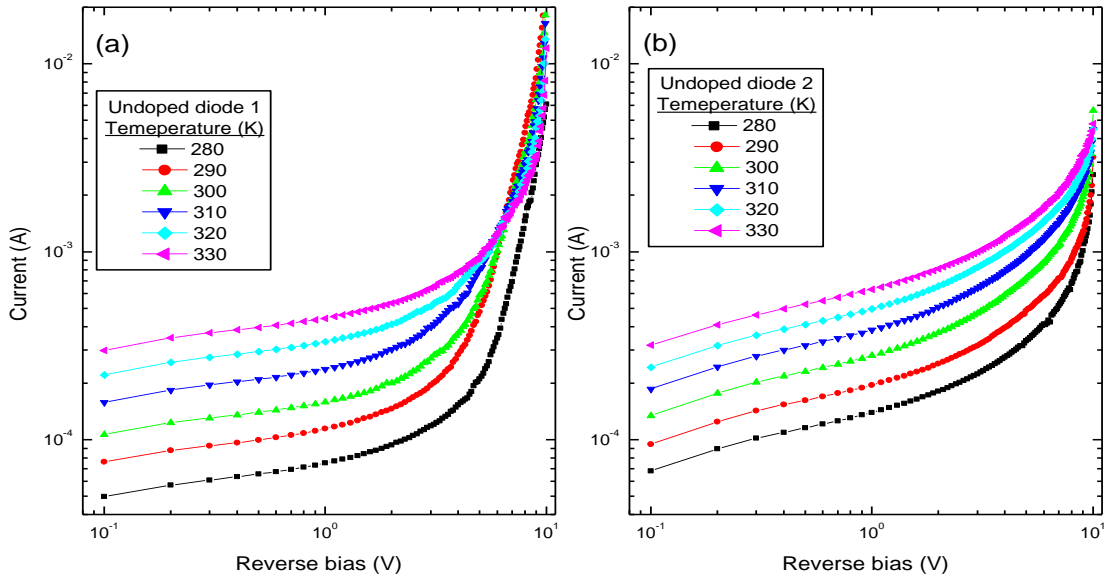 (a)
Undoped diode 1
Temeperature (K)
280
290
300
310
320
330
Current (A)
10⁻²
10⁻³
10⁻⁴
10⁻¹
10⁰
10¹
Reverse bias (V)
(b)
Undoped diode 2
Temeperature (K)
280
290
300
310
320
330
Current (A)
10⁻²
10⁻³
10⁻⁴
10⁻¹
10⁰
10¹
Reverse bias (V)